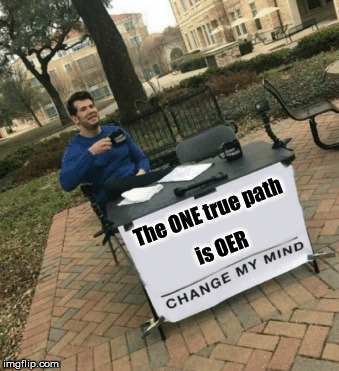 The ONE true path
is OER
CHANGE MY MIND
imgflip.com